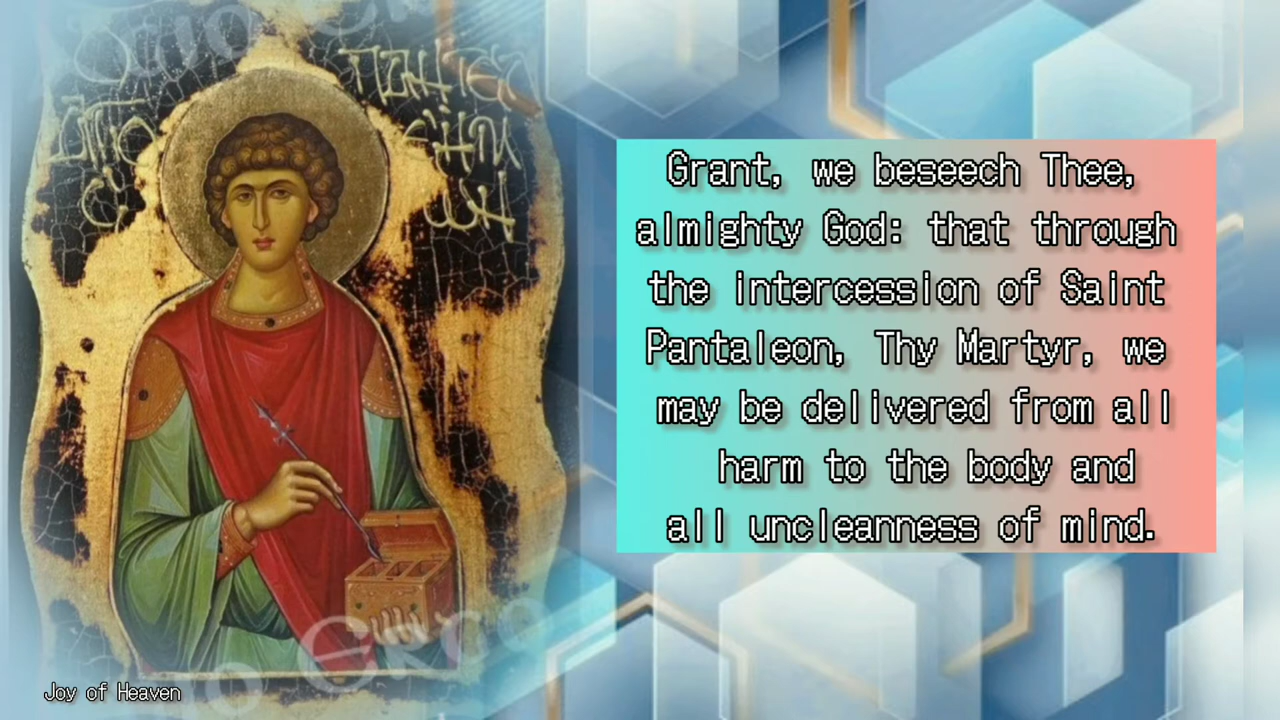 Grant, we beseech Thee,
almighty God: that through
the intercession of Saint
Pantaleon, Thy Martyr, we
may be delivered from all
harm to the body and
all uncleanness of mind.
Joy of Heaven